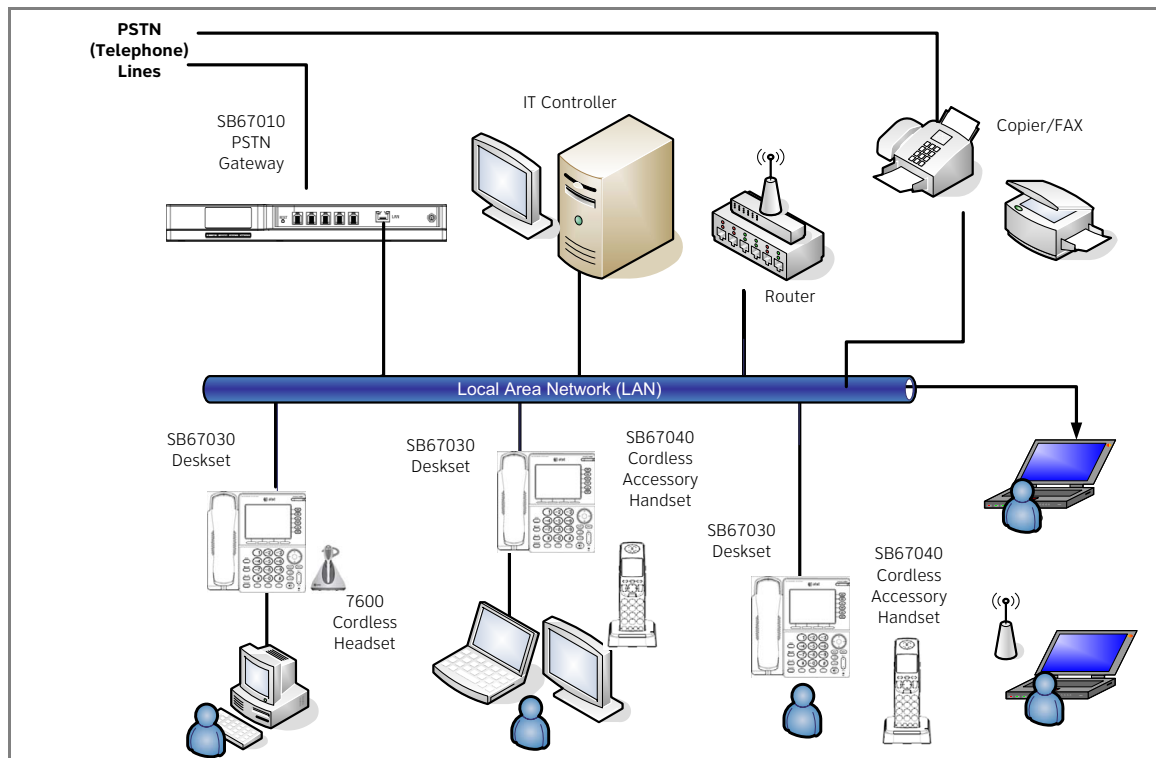 PSTN
(Telephone)
Lines
SB67010
PSTN
Gateway
IT Controller
Copier/FAX
LAN
Router
Local Area Network (LAN)
SB67030
Deskset
SB67030
Deskset
SB67040
Cordless
Accessory
Handset
7600
Cordless
Headset
SB67030
Deskset
SB67040
Cordless
Accessory
Handset